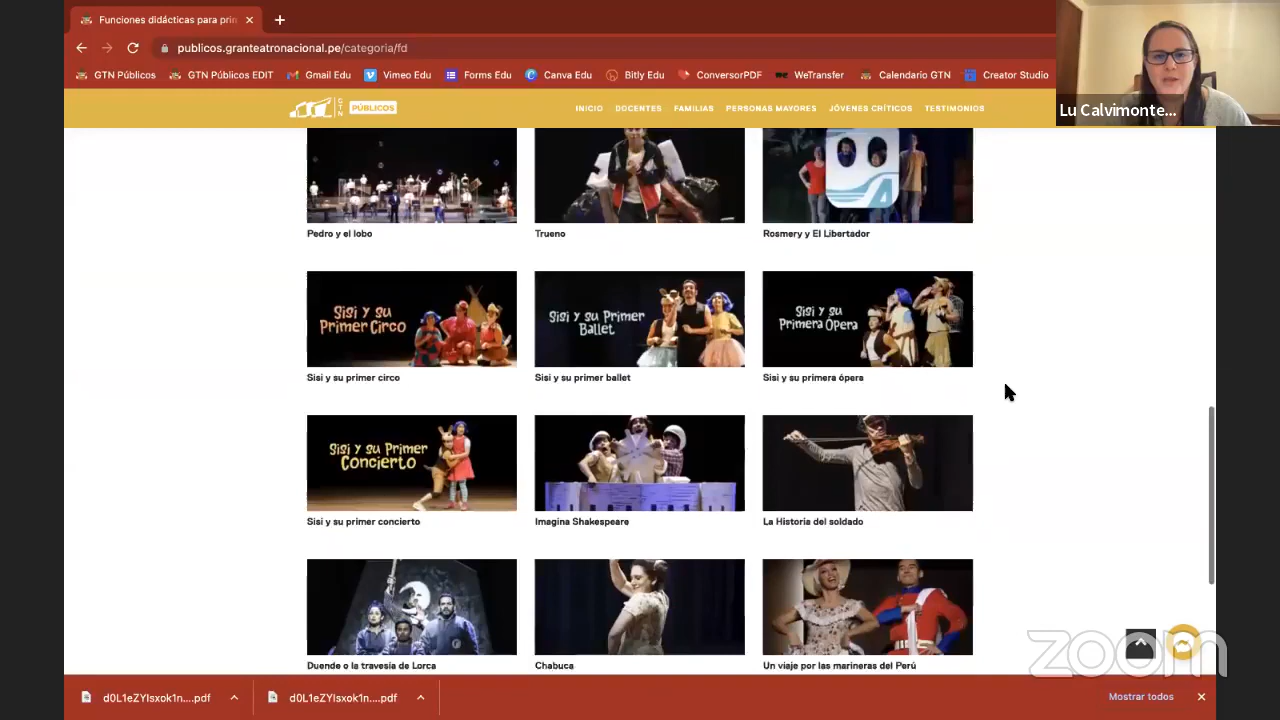 Funciones didácticas para prin
publicos.granteatronacional.pe/categoria/fd
GTN Públicos GTN Públicos EDIT Gmail Edu Vimeo Edu Forms Edu Canva Edu Bitly Edu ConversorPDF WeTransfer Calendario GTN Creator Studio
Lu Calvimonte...
GTN PÚBLICOS INICIO DOCENTES FAMILIAS PERSONAS MAYORES JÓVENES CRÍTICOS TESTIMONIOS
Pedro y el lobo Trueno Rosmery y El Libertador
Sisi y su
Primer Circo
Sisi y su Primer
Ballet
Sisi y su
Primera Ópera
Sisi y su primer circo Sisi y su primer ballet Sisi y su primera ópera
Sisi y su Primer
Concierto
Sisi y su primer concierto Imagina Shakespeare La Historia del soldado
Duende o la travesía de Lorca Chabuca Un viaje por las marineras del Perú
zoom
d0L1eZYIsxok1n....pdf d0L1eZYIsxok1n....pdf Mostrar todos